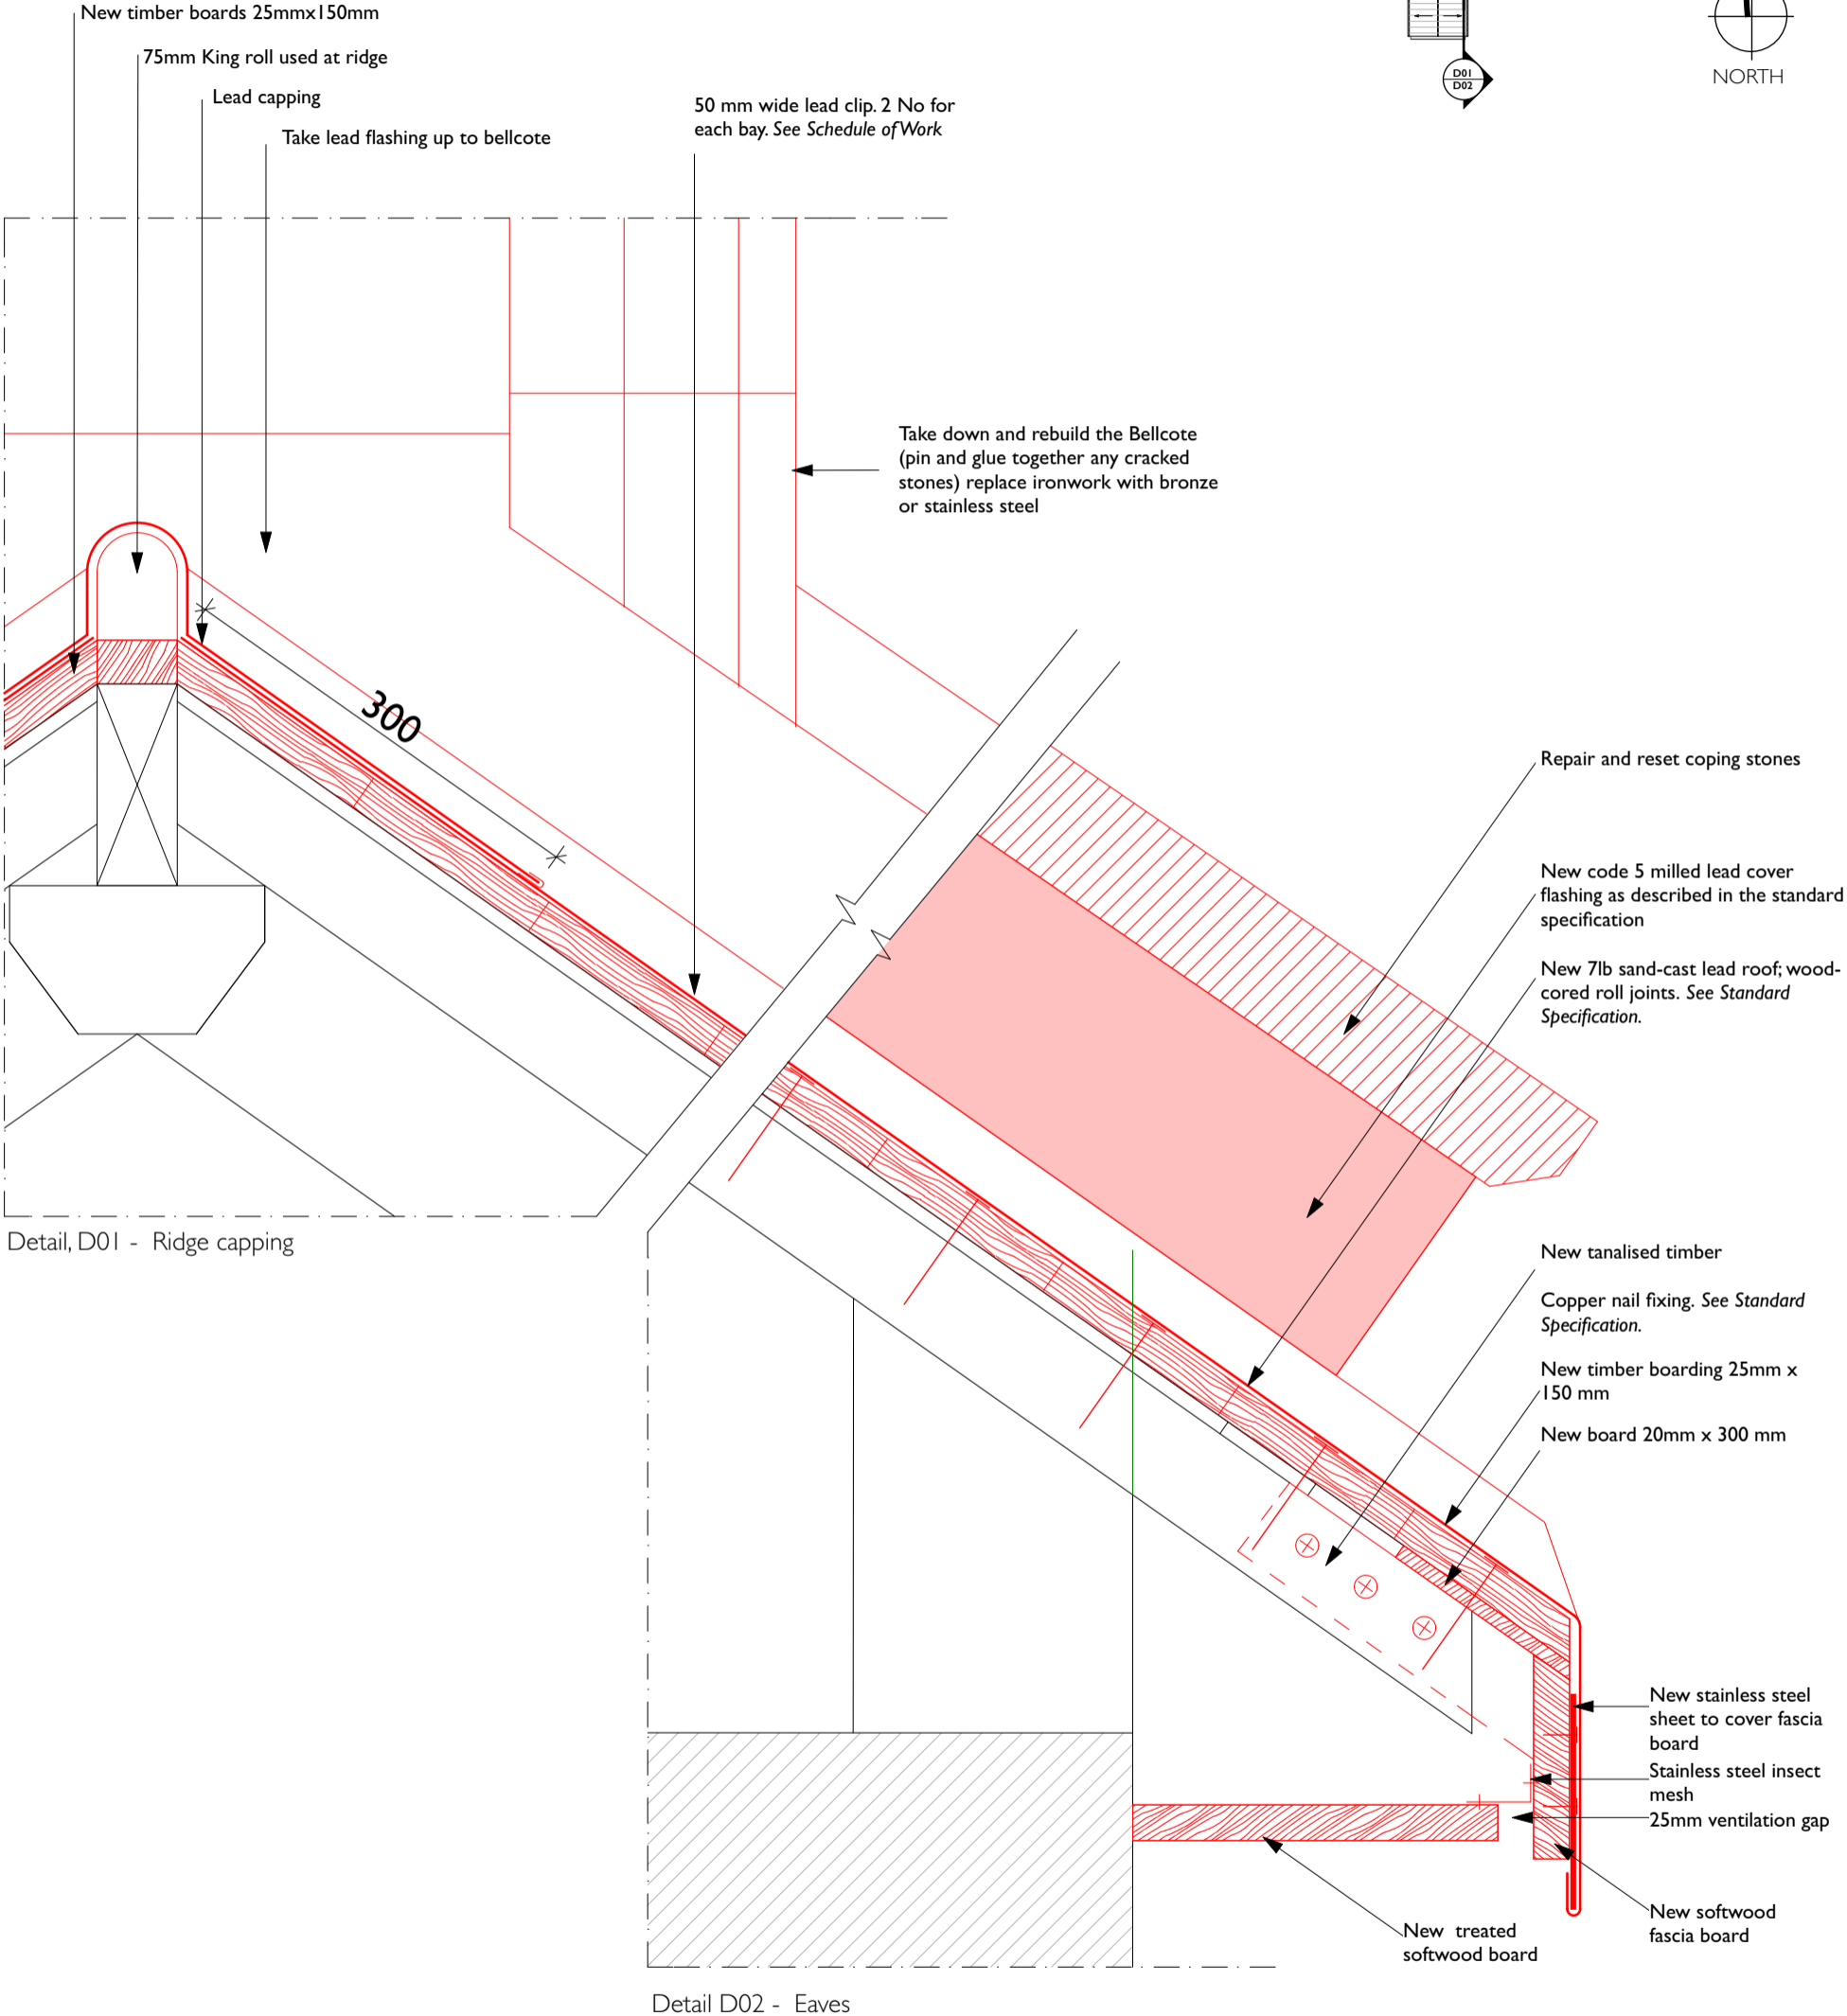 New timber boards 25mmx150mm
75mm King roll used at ridge
Lead capping
Take lead flashing up to bellcote
50 mm wide lead clip. 2 No for
each bay. See Schedule of Work
D01
D02
NORTH
Take down and rebuild the Bellcote
(pin and glue together any cracked
stones) replace ironwork with bronze
or stainless steel
300
Repair and reset coping stones
New code 5 milled lead cover
flashing as described in the standard
specification
New 7lb sand-cast lead roof; wood-
cored roll joints. See Standard
Specification.
Detail, D01 - Ridge capping
New tanalised timber
Copper nail fixing. See Standard
Specification.
New timber boarding 25mm x
150 mm
New board 20mm x 300 mm
New stainless steel
sheet to cover fascia
board
Stainless steel insect
mesh
25mm ventilation gap
New softwood
fascia board
New treated
softwood board
Detail D02 - Eaves